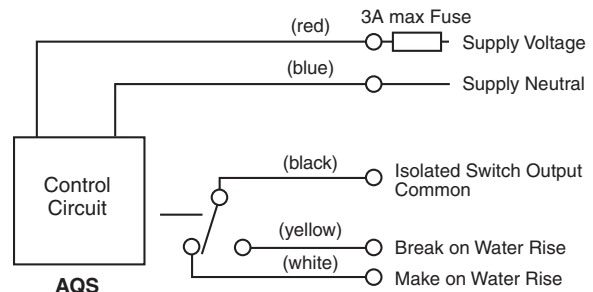 3A max Fuse
(red)
Supply Voltage
(blue)
Supply Neutral
(black)
Isolated Switch Output
Common
Control
Circuit
(yellow)
Break on Water Rise
(white)
Make on Water Rise
AQS